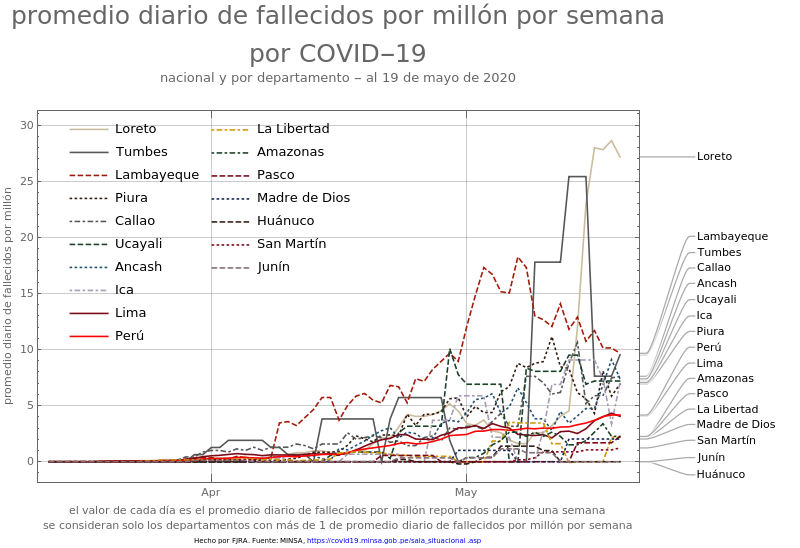 promedio diario de fallecidos por millón por semana
por COVID−19
nacional y por departamento − al 19 de mayo de 2020
promedio diario de fallecidos por millón
30
25
20
15
10
5
0
Apr
May
Loreto
Tumbes
Lambayeque
Piura
Callao
Ucayali
Ancash
Ica
Lima
Perú
La Libertad
Amazonas
Pasco
Madre de Dios
Huánuco
San Martín
Junín
Loreto
Lambayeque
Tumbes
Callao
Ancash
Ucayali
Ica
Piura
Perú
Lima
Amazonas
Pasco
La Libertad
Madre de Dios
San Martín
Junín
Huánuco
el valor de cada día es el promedio diario de fallecidos por millón reportados durante una semana
se consideran solo los departamentos con más de 1 de promedio diario de fallecidos por millón por semana
Hecho por FJRA. Fuente: MINSA, https://covid19.minsa.gob.pe/sala_situacional .asp